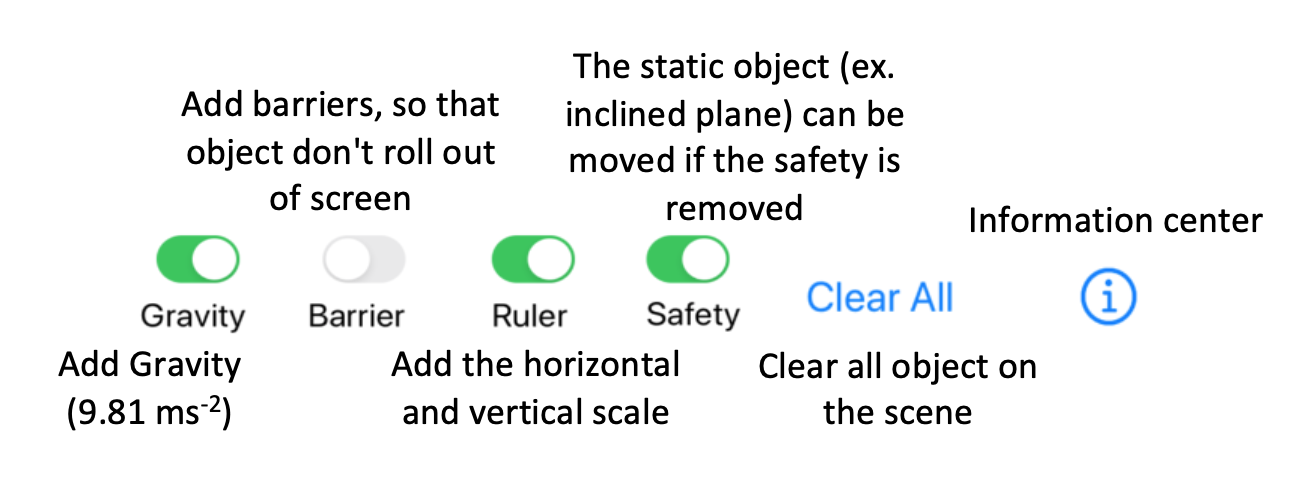 The static object (ex.
inclined plane) can be
moved if the safety is
removed
Add barriers, so that
object don't roll out
of screen
Information center
Gravity
Barrier
Ruler
Safety
Clear All
i
Add Gravity
(9.81 ms⁻²)
Add the horizontal
and vertical scale
Clear all object on
the scene